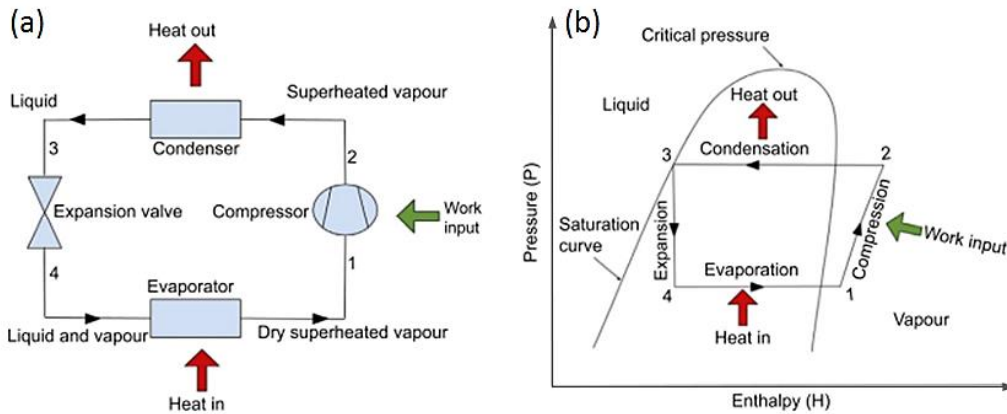 (a)
Heat out
Liquid
Superheated vapour
Condenser
3
2
Expansion valve
Compressor
Work
input
4
1
Evaporator
Liquid and vapour
Dry superheated vapour
Heat in
(b)
Critical pressure
Liquid
Heat out
3
Condensation
2
Pressure (P)
Saturation
curve
Expansion
Compression
Work input
Evaporation
4
1
Heat in
Vapour
Enthalpy (H)